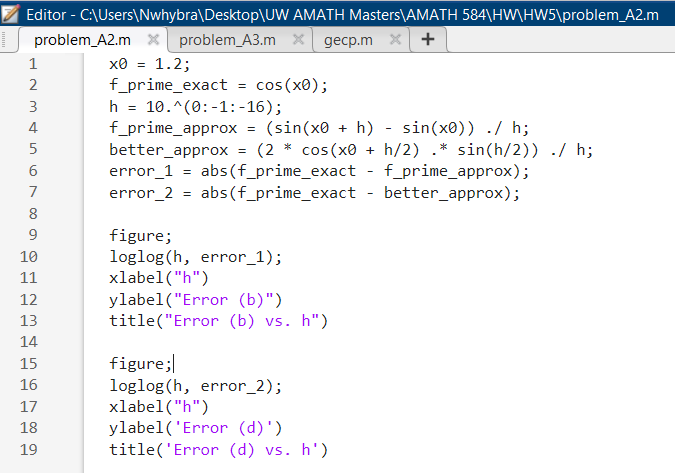 Editor - C:\Users\Nwhybra\Desktop\UW AMATH Masters\AMATH 584\HW\HW5\problem_A2.m
problem_A2.m × problem_A3.m × gecp.m × +
1 x0 = 1.2;
2 f_prime_exact = cos(x0);
3 h = 10.^(0:-1:-16);
4 f_prime_approx = (sin(x0 + h) - sin(x0)) ./ h;
5 better_approx = (2 * cos(x0 + h/2) .* sin(h/2)) ./ h;
6 error_1 = abs(f_prime_exact - f_prime_approx);
7 error_2 = abs(f_prime_exact - better_approx);
8
9 figure;
10 loglog(h, error_1);
11 xlabel("h")
12 ylabel("Error (b)")
13 title("Error (b) vs. h")
14
15 figure;
16 loglog(h, error_2);
17 xlabel("h")
18 ylabel('Error (d)')
19 title('Error (d) vs. h')